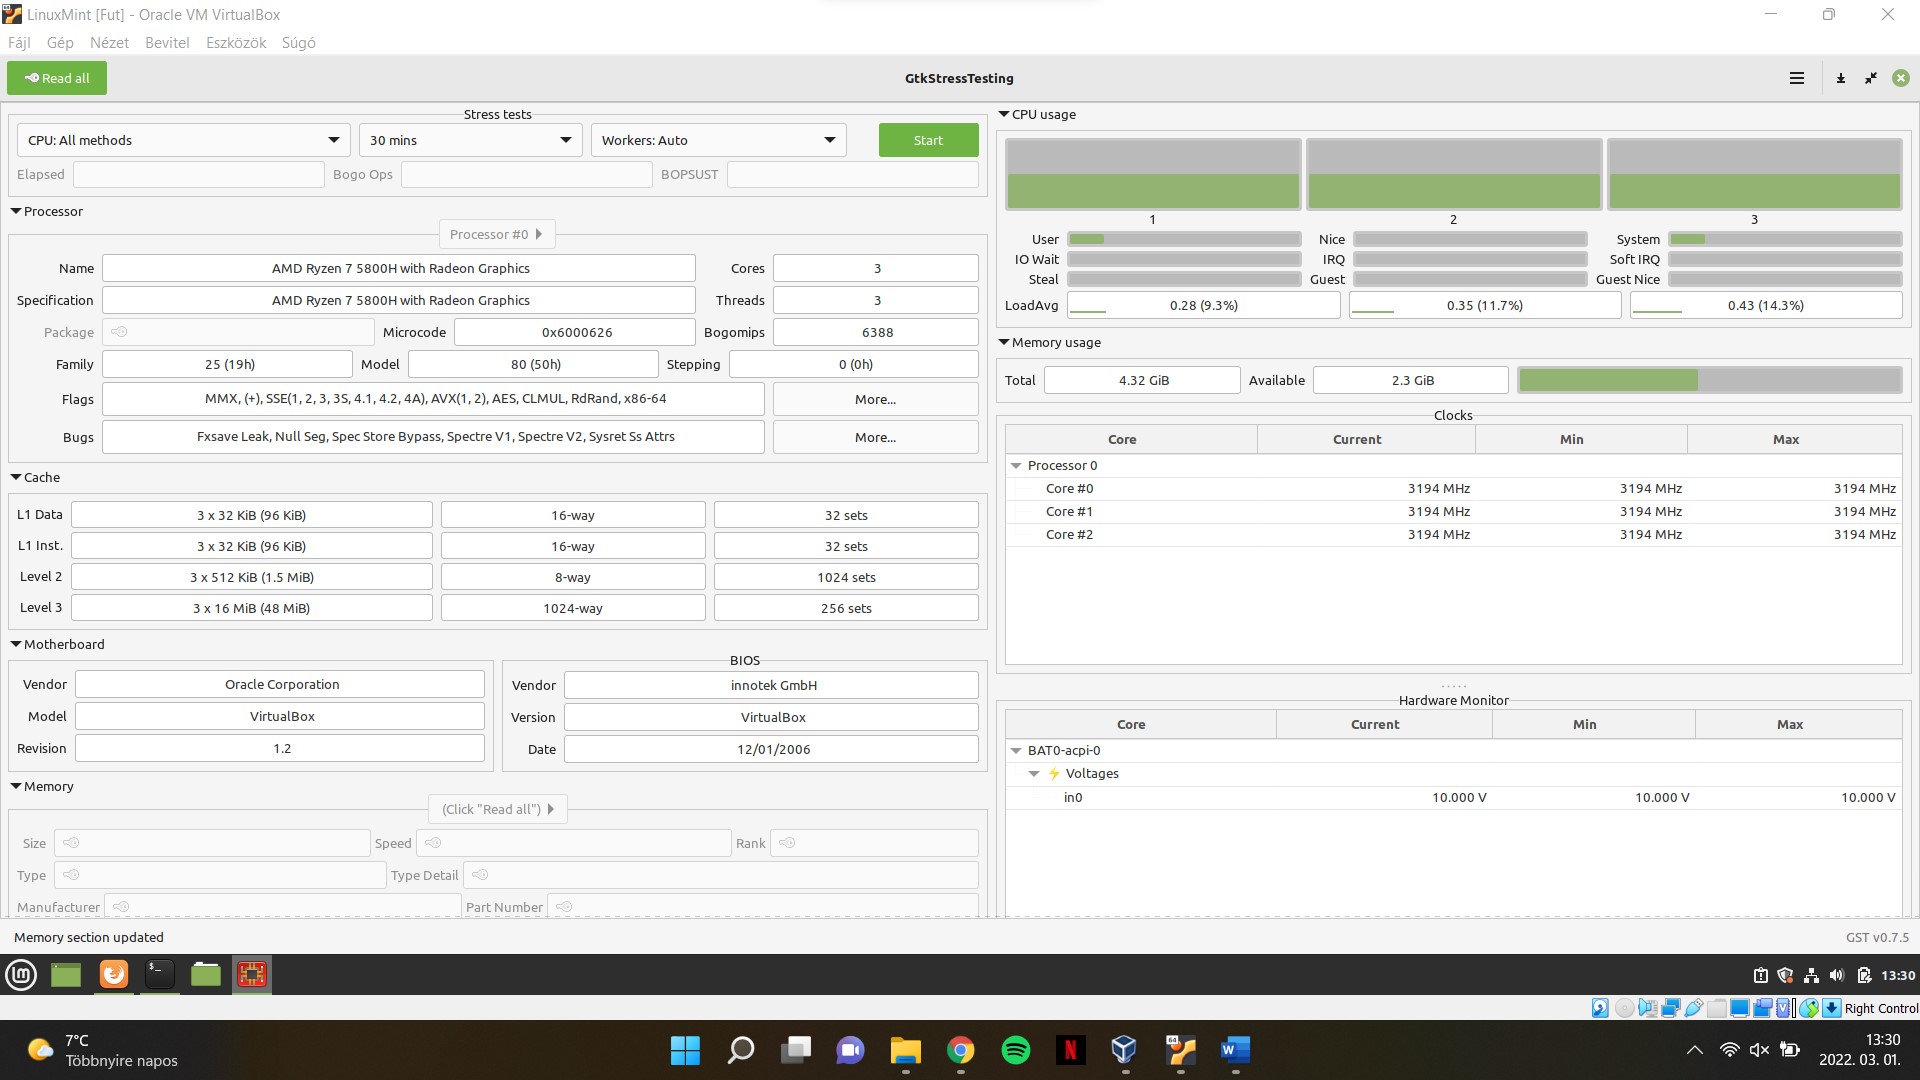 LinuxMint [Fut] - Oracle VM VirtualBox
Fájl Gép Nézet Bevitel Eszközök Súgó
Read all
GtkStressTesting
Stress tests
CPU: All methods
30 mins
Workers: Auto
Start
Elapsed
Bogo Ops
BOPSUST
Processor
Processor #0
Name AMD Ryzen 7 5800H with Radeon Graphics Cores 3
Specification AMD Ryzen 7 5800H with Radeon Graphics Threads 3
Package Microcode 0x6000626 Bogomips 6388
Family 25 (19h) Model 80 (50h) Stepping 0 (0h)
Flags MMX, (+), SSE(1, 2, 3, 3S, 4.1, 4.2, 4A), AVX(1, 2), AES, CLMUL, RdRand, x86-64 More...
Bugs Fxsave Leak, Null Seg, Spec Store Bypass, Spectre V1, Spectre V2, Sysret Ss Attrs More...
Cache
L1 Data 3 x 32 KiB (96 KiB) 16-way 32 sets
L1 Inst. 3 x 32 KiB (96 KiB) 16-way 32 sets
Level 2 3 x 512 KiB (1.5 MiB) 8-way 1024 sets
Level 3 3 x 16 MiB (48 MiB) 1024-way 256 sets
Motherboard
Vendor Oracle Corporation
Model VirtualBox
Revision 1.2
BIOS
Vendor innotek GmbH
Version VirtualBox
Date 12/01/2006
Memory
(Click "Read all")
Size Speed Rank
Type Type Detail
Manufacturer Part Number
CPU usage
1 2 3
User Nice System
IO Wait IRQ Soft IRQ
Steal Guest Guest Nice
LoadAvg 0.28 (9.3%) 0.35 (11.7%) 0.43 (14.3%)
Memory usage
Total 4.32 GiB Available 2.3 GiB
Clocks
Core Current Min Max
Processor 0
Core #0 3194 MHz 3194 MHz 3194 MHz
Core #1 3194 MHz 3194 MHz 3194 MHz
Core #2 3194 MHz 3194 MHz 3194 MHz
Hardware Monitor
Core Current Min Max
BAT0-acpi-0
Voltages
in0 10.000 V 10.000 V 10.000 V
Memory section updated
GST v0.7.5
13:30
Right Control
7°C
Többnyire napos
13:30
2022. 03. 01.